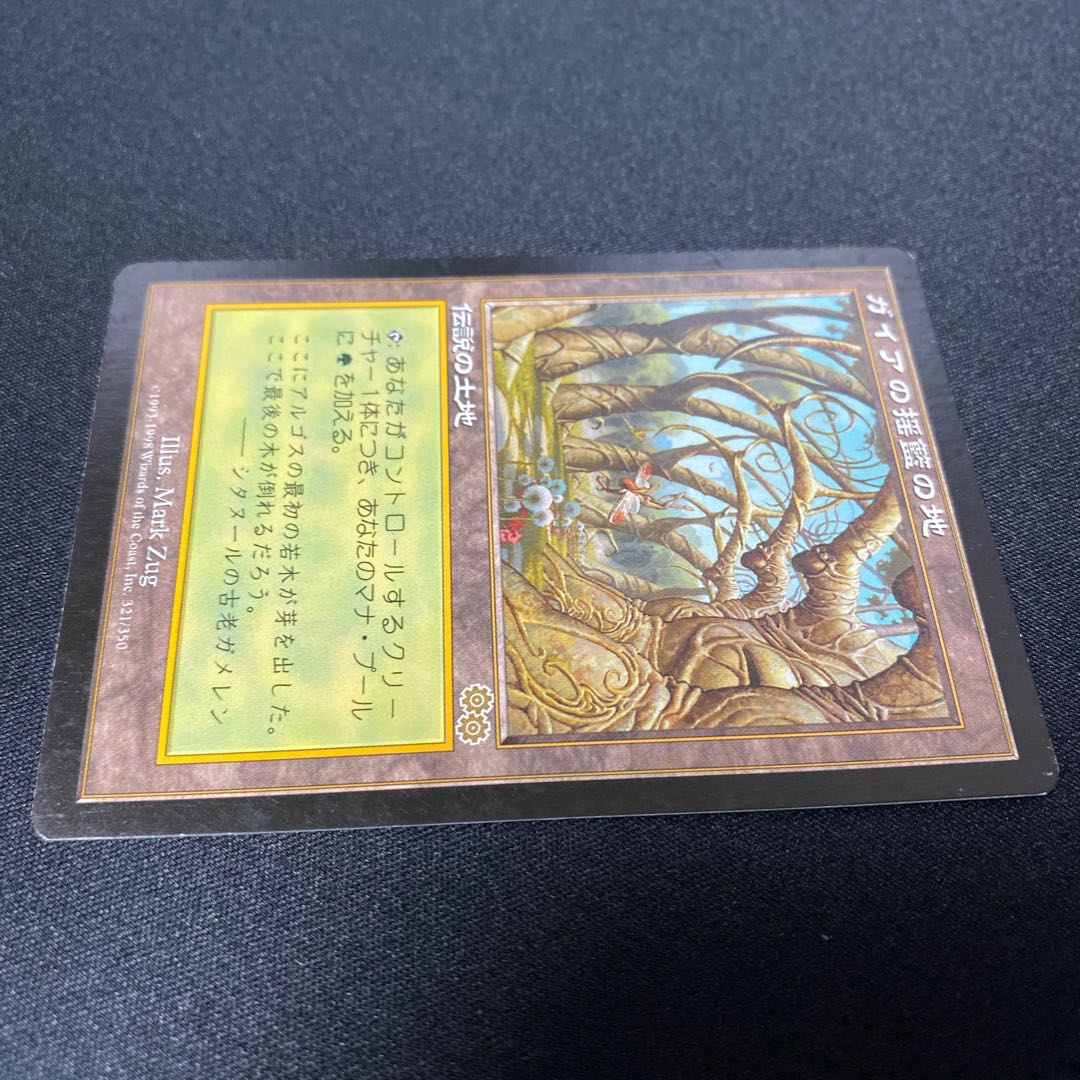 ガイアの揺籃の地
伝説の土地
: あなたがコントロールするクリー
チャー1体につき、あなたのマナ・プール
に を加える。
ここにアルゴスの最初の若木が芽を出した。
ここで最後の木が倒れるだろう。
――シタヌールの古老ガメレン
Illus. Mark Zug
©1993-1998 Wizards of the Coast, Inc. 321/350